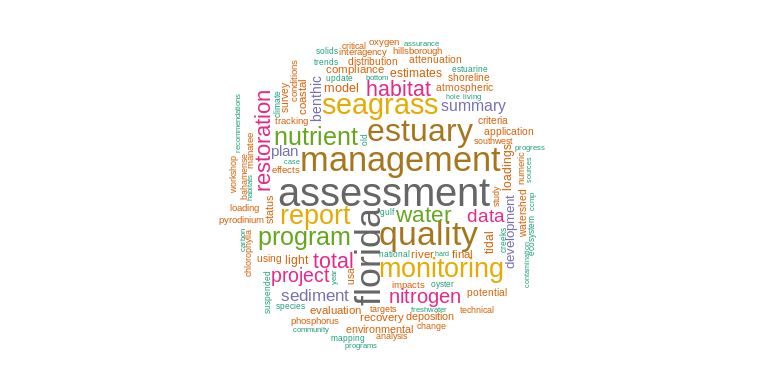 oxygen
assurance
critical
solids
interagency
hillsborough
trends
distribution
attenuation
compliance
estimates
estuarine
update
bottom
shoreline
conditions
survey
coastal
benthic
model
habitat
atmospheric
climate
seagrass
hole
living
summary
recommendations
restoration
tracking
nutrient
old
estuary
criteria
application
southwest
progress
plan
case
management
loadings
numeric
sources
workshop
bahamense
manatee
habitats
effects
assessment
study
ccmp
status
loading
pyrodinium
report
florida
gulf
water
data
development
watershed
creeks
ecosystem
carbon
chlorophylla
program
quality
tidal
using
light
total
national
river
hard
final
contamination
suspended
project
year
usa
monitoring
impacts
oyster
potential
sediment
nitrogen
species
evaluation
targets
freshwater
technical
phosphorus
recovery
deposition
community
environmental
change
mapping
analysis
programs